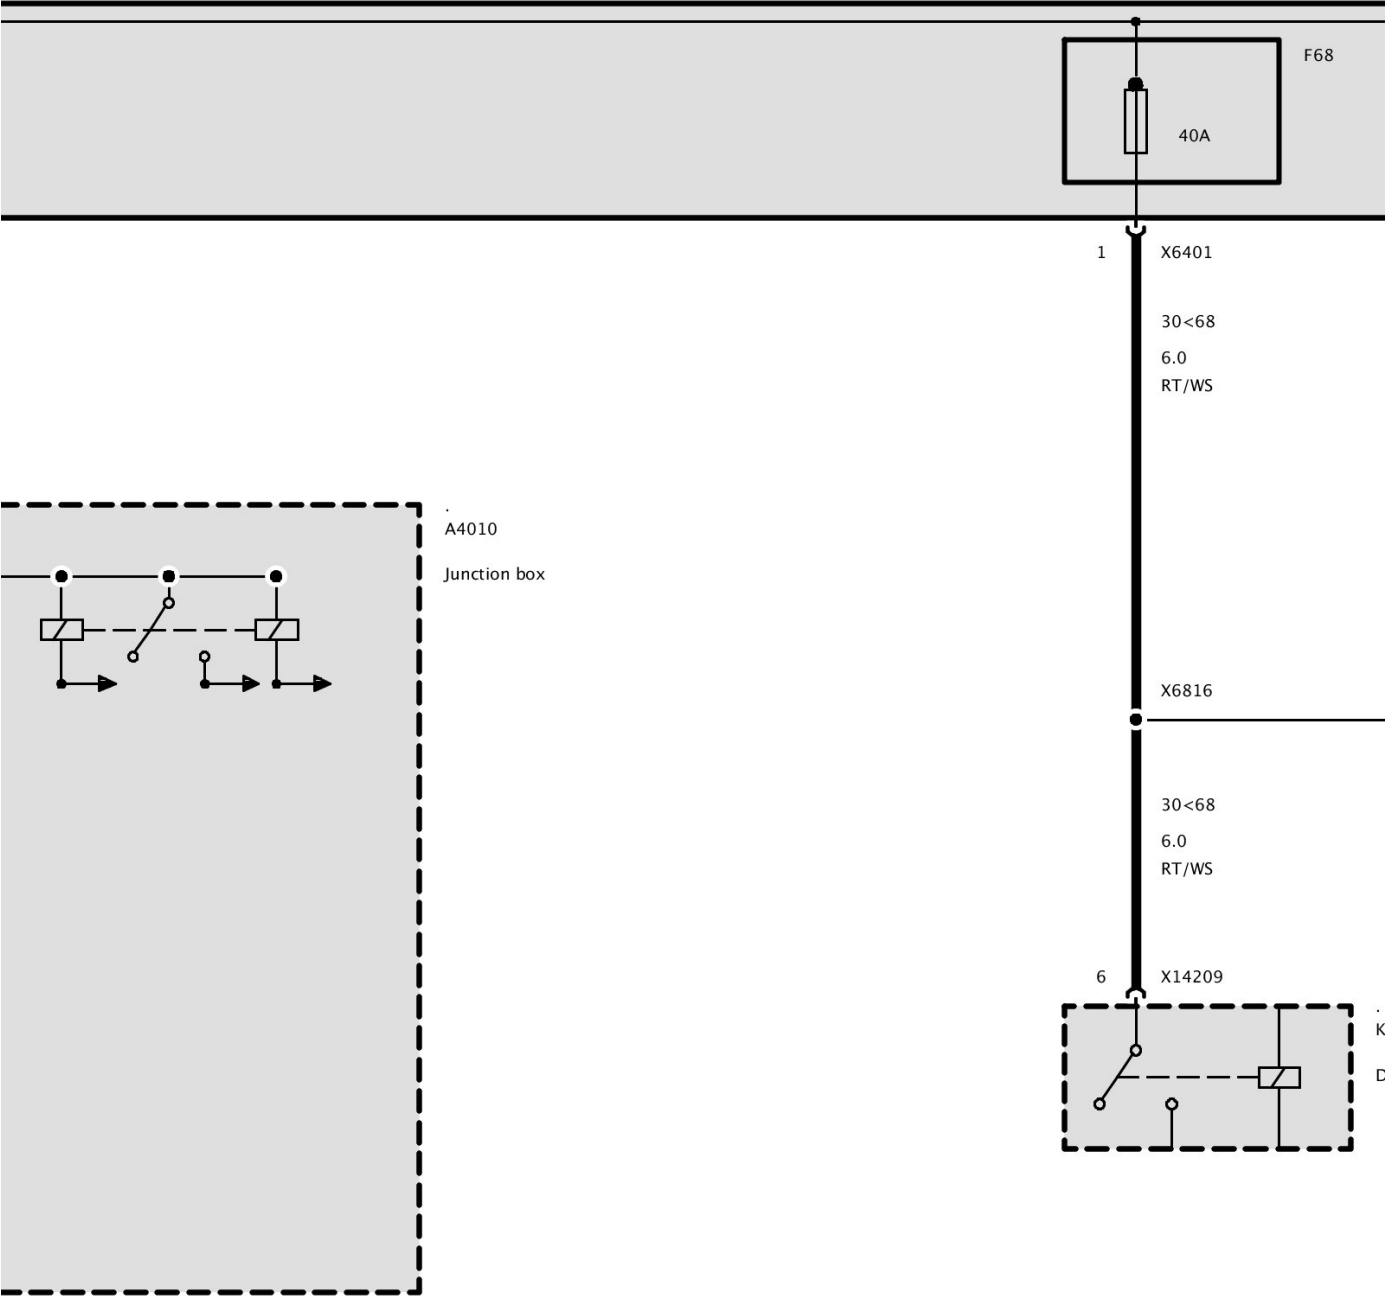 F68
40A
1
X6401
30<68
6.0
RT/WS
.
A4010
Junction box
X6816
30<68
6.0
RT/WS
6
X14209
.
K
D